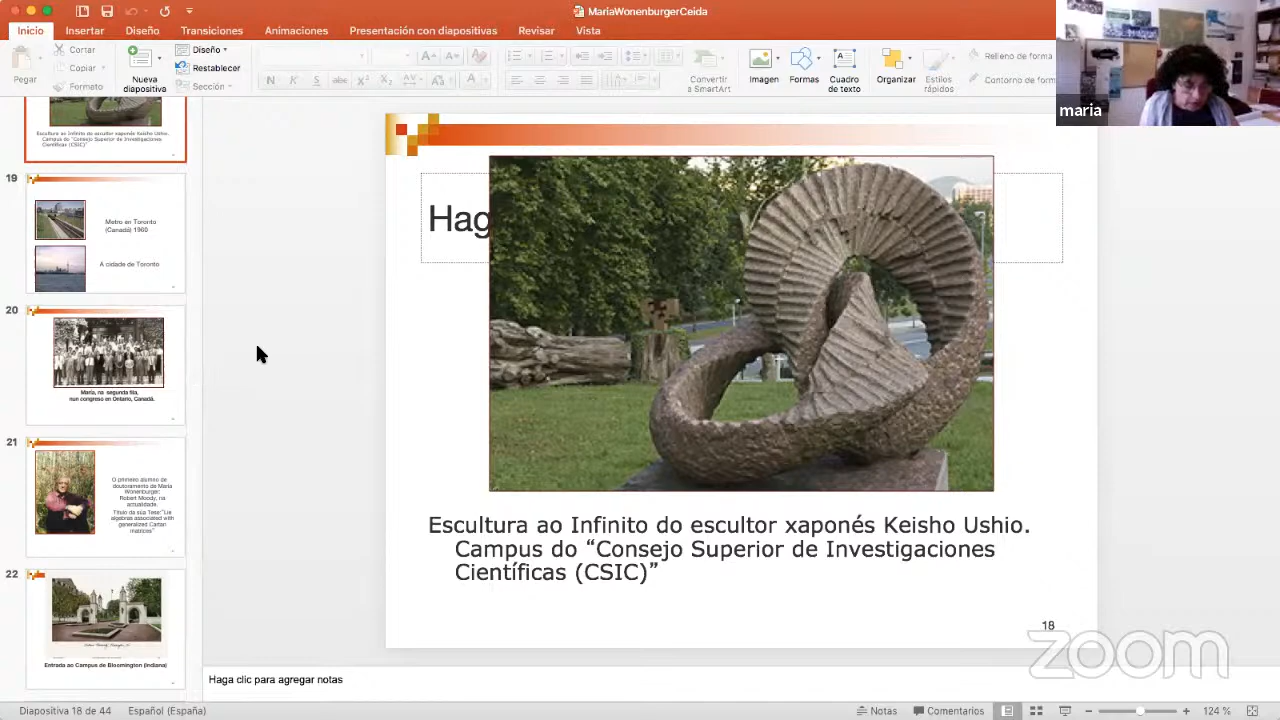 MariaWonenburgerCeida
Inicio Insertar Diseño Transiciones Animaciones Presentación con diapositivas Revisar Vista
Pegar
Cortar
Copiar
Formato
Nueva
diapositiva
Diseño
Restablecer
Sección
N K S abe X² X₂ AV Aa A
Convertir
a SmartArt
Imagen
Formas
Cuadro
de texto
Organizar
Estilos
rápidos
Relleno de forma
Contorno de form
maria
Escultura ao Infinito do escultor xaponés Keisho Ushio.
Campus do “Consejo Superior de Investigaciones
Científicas (CSIC)”
19
Metro en Toronto
(Canadá) 1960
A cidade de Toronto
20
María, na segunda fila,
nun congreso en Ontario, Canadá.
21
O primeiro alumno de
doutoramento de María
Wonenburger:
Robert Moody, na
actualidade.
Título da súa Tese:"Lie
algebras associated with
generalized Cartan
matrices"
22
Entrada ao Campus de Bloomington (Indiana)
Hag
Escultura ao Infinito do escultor xaponés Keisho Ushio.
Campus do “Consejo Superior de Investigaciones
Científicas (CSIC)”
18
zoom
Haga clic para agregar notas
Diapositiva 18 de 44 Español (España) Notas Comentarios 124 %